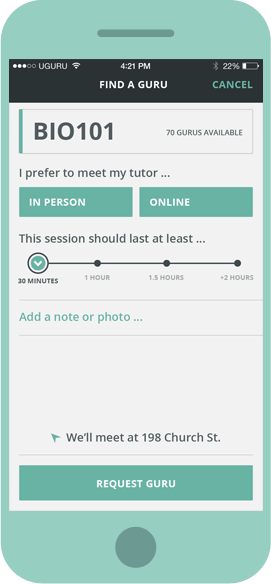 UGURU 4:21 PM 22%
FIND A GURU CANCEL
BIO101 70 GURUS AVAILABLE
I prefer to meet my tutor ...
IN PERSON ONLINE
This session should last at least ...
30 MINUTES 1 HOUR 1.5 HOURS +2 HOURS
Add a note or photo ...
We'll meet at 198 Church St.
REQUEST GURU